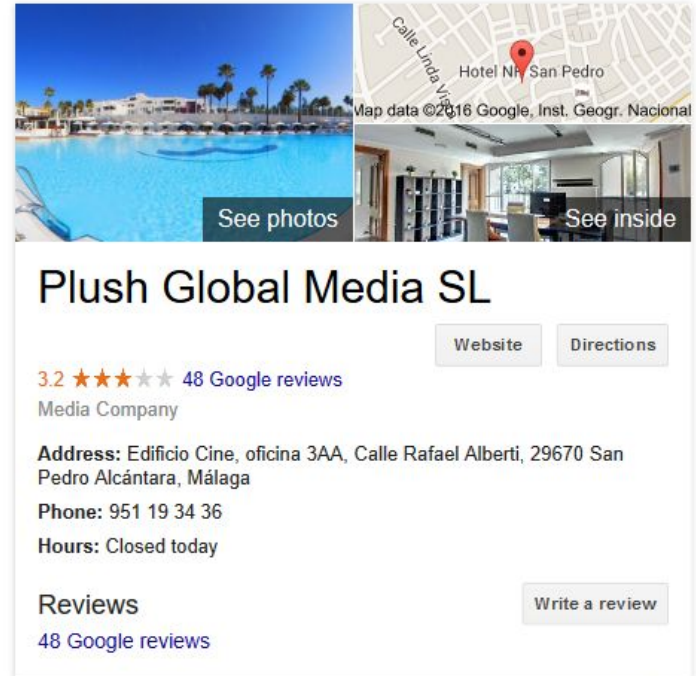 Calle Linda Vis
Hotel NH San Pedro
Map data ©2016 Google, Inst. Geogr. Nacional
See photos
See inside
Plush Global Media SL
Website
Directions
3.2 ★★★★★ 48 Google reviews
Media Company
Address: Edificio Cine, oficina 3AA, Calle Rafael Alberti, 29670 San
Pedro Alcántara, Málaga
Phone: 951 19 34 36
Hours: Closed today
Reviews
Write a review
48 Google reviews